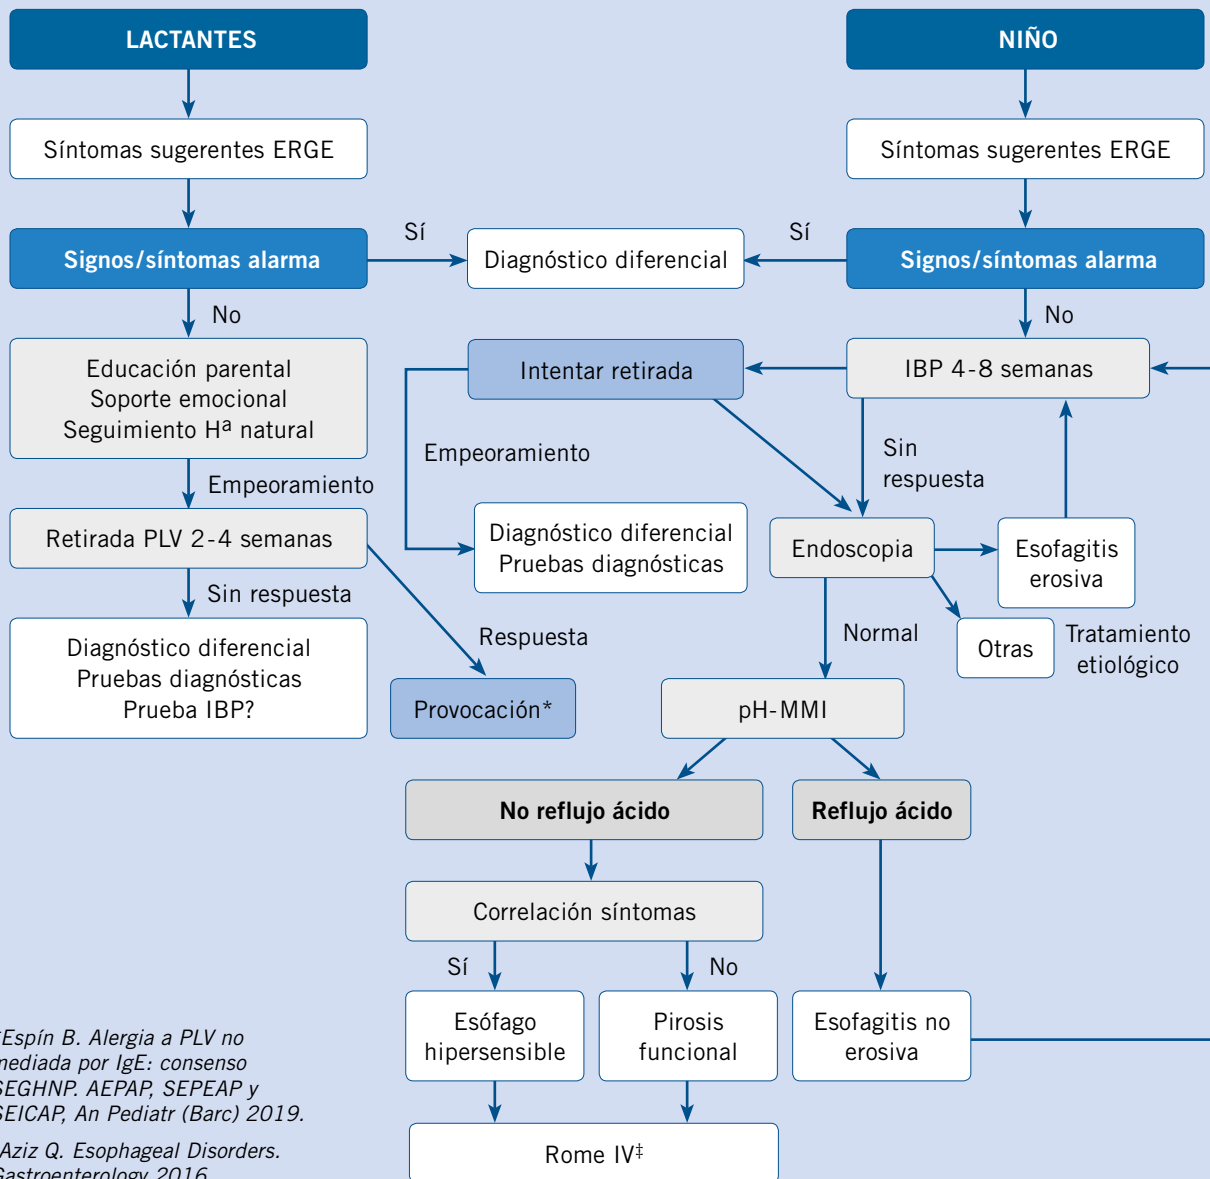 LACTANTES
NIÑO
Síntomas sugerentes ERGE
Síntomas sugerentes ERGE
Signos/síntomas alarma
Sí
Diagnóstico diferencial
Sí
Signos/síntomas alarma
No
No
Educación parental
Soporte emocional
Seguimiento Hª natural
Intentar retirada
IBP 4-8 semanas
Empeoramiento
Sin
respuesta
Empeoramiento
Retirada PLV 2-4 semanas
Diagnóstico diferencial
Pruebas diagnósticas
Endoscopia
Esofagitis
erosiva
Sin respuesta
Respuesta
Normal
Otras
Tratamiento
etiológico
Diagnóstico diferencial
Pruebas diagnósticas
Prueba IBP?
Provocación*
pH-MMI
No reflujo ácido
Reflujo ácido
Correlación síntomas
Sí
No
Esófago
hipersensible
Pirosis
funcional
Esofagitis no
erosiva
Rome IV‡
Espín B. Alergia a PLV no
mediada por IgE: consenso
SEGHNP. AEPAP, SEPEAP y
SEICAP, An Pediatr (Barc) 2019.
Aziz Q. Esophageal Disorders.
Gastroenterology 2016